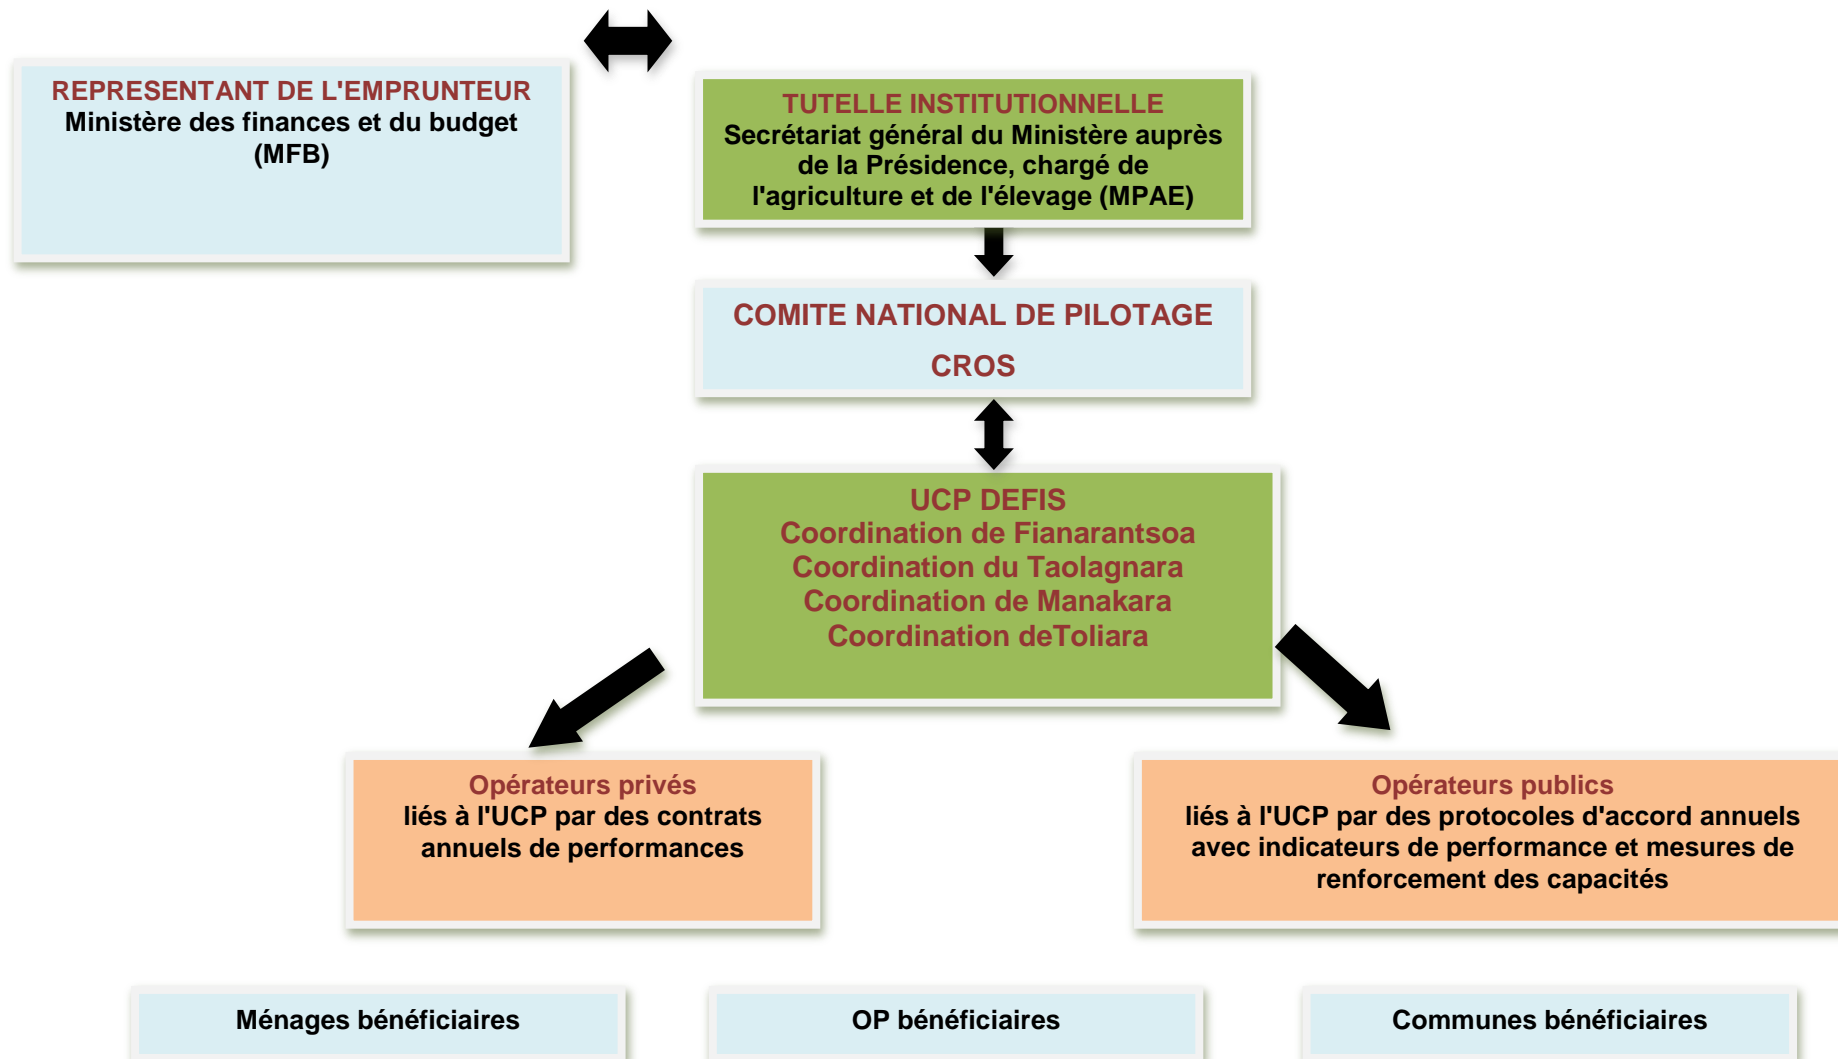 REPRESENTANT DE L'EMPRUNTEUR
Ministère des finances et du budget
(MFB)
TUTELLE INSTITUTIONNELLE
Secrétariat général du Ministère auprès
de la Présidence, chargé de
l'agriculture et de l'élevage (MPAE)
COMITE NATIONAL DE PILOTAGE
CROS
UCP DEFIS
Coordination de Fianarantsoa
Coordination du Taolagnara
Coordination de Manakara
Coordination deToliara
Opérateurs privés
liés à l'UCP par des contrats
annuels de performances
Opérateurs publics
liés à l'UCP par des protocoles d'accord annuels
avec indicateurs de performance et mesures de
renforcement des capacités
Ménages bénéficiaires
OP bénéficiaires
Communes bénéficiaires